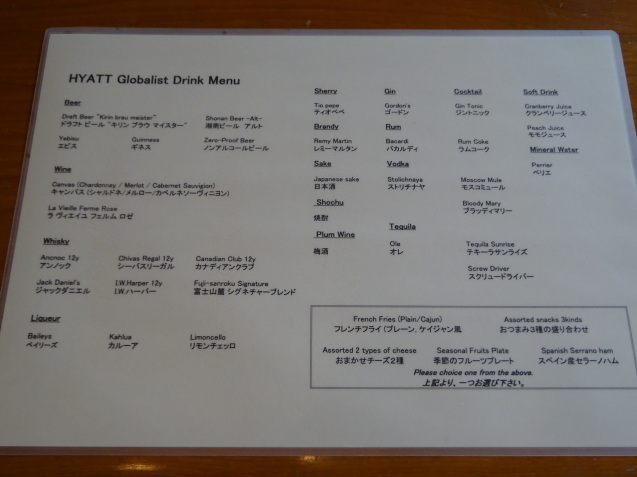 HYATT Globalist Drink Menu
Beer
Dreft Beer "Kirin brau meister"
ドラフト ビール "キリン ブラウ マイスター"
Shonan Beer -Alt-
湘南ビール アルト
Yebisu
エビス
Guinness
ギネス
Zero-Proof Beer
ノンアルコールビール
Wine
Canvas (Chardonnay / Merlot / Cabernet Sauvigion)
キャンバス (シャルドネ/メルロー/カベルネソーヴィニヨン)
La Vieille Ferme Rose
ラ ヴィエイユ フェルム ロゼ
Whisky
Ancnoc 12y
アンノック
Chivas Regal 12y
シーバスリーガル
Canadian Club 12y
カナディアンクラブ
Jack Daniel's
ジャックダニエル
I.W.Harper 12y
I.W.ハーパー
Fuji-sanroku Signature
富士山麓 シグネチャーブレンド
Liqueur
Baileys
ベイリーズ
Kahlua
カルーア
Limoncello
リモンチェッロ
Sherry
Tio pepe
ティオペペ
Brandy
Remy Martin
レミーマルタン
Sake
Japanese sake
日本酒
Shochu
焼酎
Plum Wine
梅酒
Gin
Gordon's
ゴードン
Rum
Bacardi
バカルディ
Vodka
Stolichnaya
ストリチナヤ
Tequila
Ole
オレ
Cocktail
Gin Tonic
ジントニック
Rum Coke
ラムコーク
Moscow Mule
モスコミュール
Bloody Mary
ブラッディマリー
Tequila Sunrise
テキーラサンライズ
Screw Driver
スクリュードライバー
Soft Drink
Cranberry Juice
クランベリージュース
Peach Juice
モモジュース
Mineral Water
Perrier
ペリエ
French Fries (Plain/Cajun)
フレンチフライ (プレーン、ケイジャン風
Assorted snacks 3kinds
おつまみ3種の盛り合わせ
Assorted 2 types of cheese
おまかせチーズ2種
Seasonal Fruits Plate
季節のフルーツプレート
Spanish Serrano ham
スペイン産セラーノハム
Please choice one from the above.
上記より、一つお選び下さい。